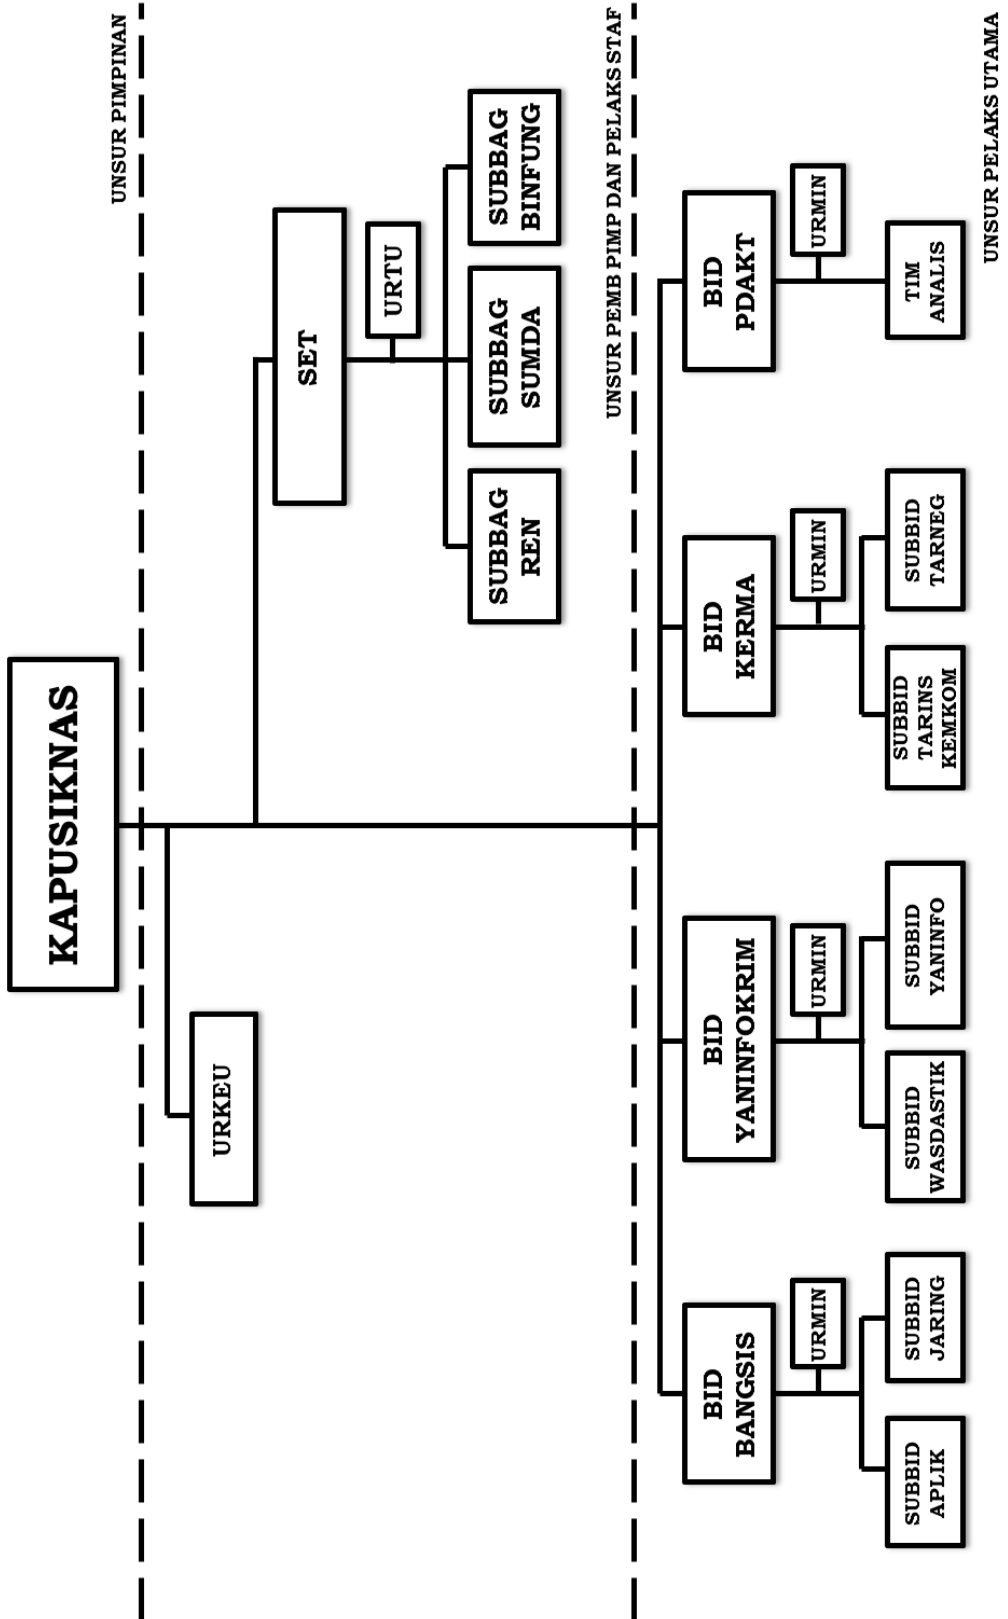 KAPUSIKNAS
UNSUR PIMPINAN
URKEU
SET
URTU
SUBBAG
REN
SUBBAG
SUMDA
SUBBAG
BINFUNG
UNSUR PEMB PIMP DAN PELAKS STAF
BID
BANGSIS
BID
YANINFOKRIM
BID
KERMA
BID
PDAKT
URMIN
URMIN
URMIN
URMIN
SUBBID
APLIK
SUBBID
JARING
SUBBID
WASDASTIK
SUBBID
YANINFO
SUBBID
TARINS
KEMKOM
SUBBID
TARNEG
TIM
ANALIS
UNSUR PELAKS UTAMA